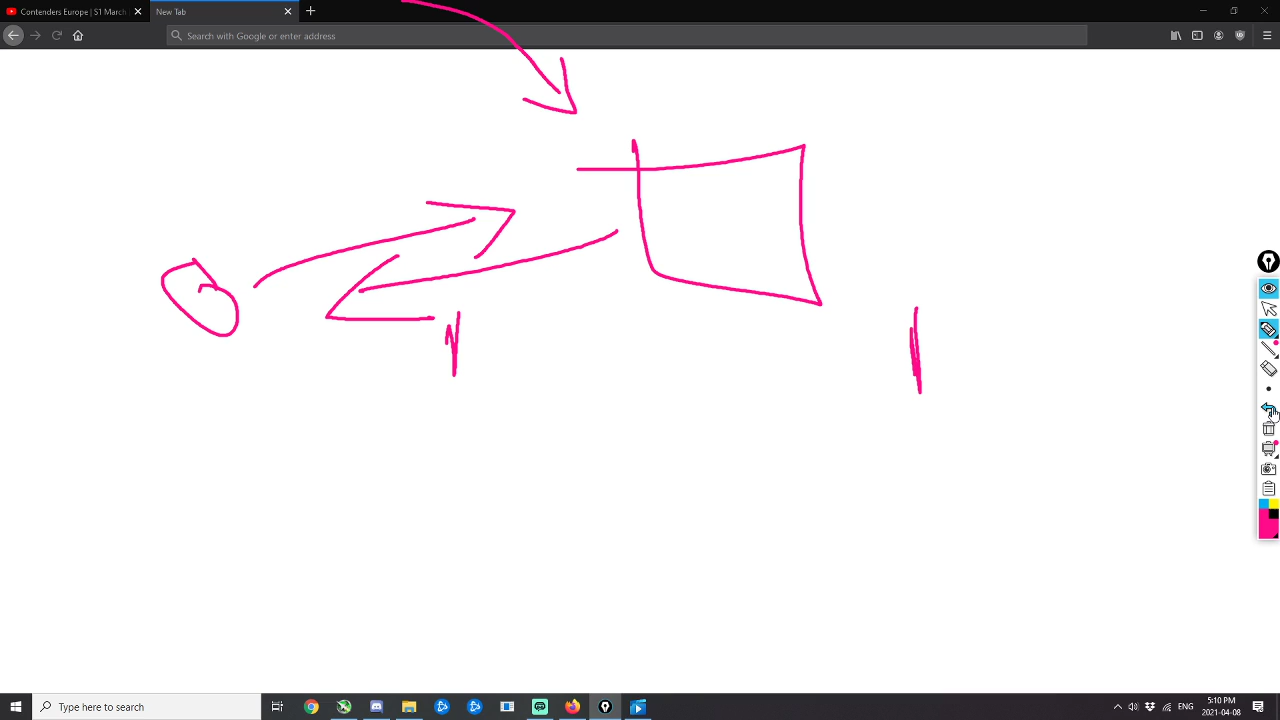 Contenders Europe | S1 March
New Tab
Search with Google or enter address
Type here to search
ENG
5:10 PM
2021-04-08